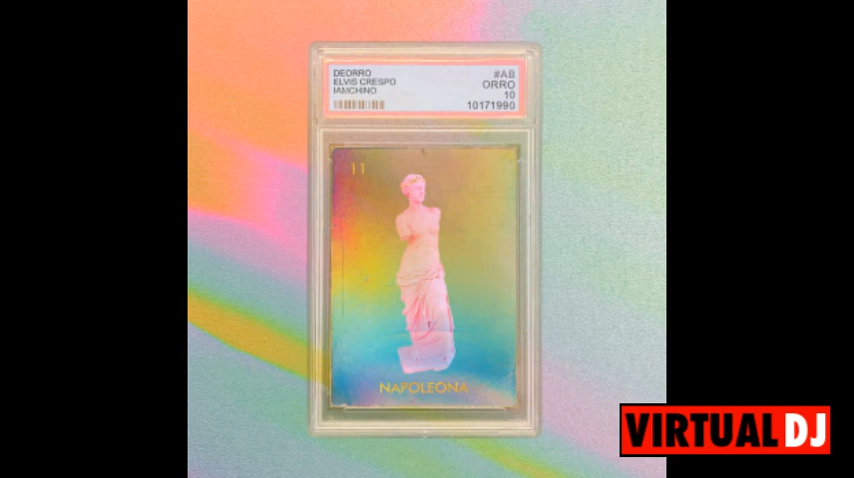 DEORRO
ELVIS CRESPO
IAMCHINO
#AB
ORRO
10
10171990
11
NAPOLEONA
VIRTUAL DJ